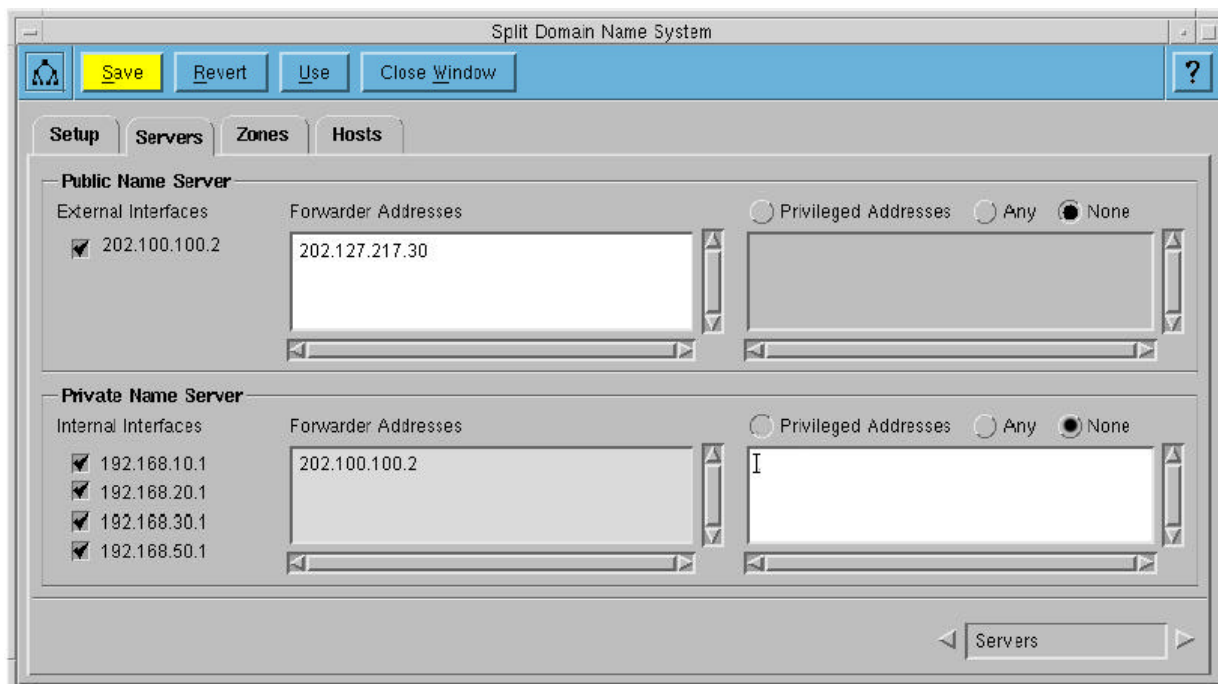 Split Domain Name System
Save Revert Use Close Window ?
Setup Servers Zones Hosts
Public Name Server
External Interfaces Forwarder Addresses Privileged Addresses Any None
202.100.100.2 202.127.217.30
Private Name Server
Internal Interfaces Forwarder Addresses Privileged Addresses Any None
192.168.10.1 202.100.100.2
192.168.20.1
192.168.30.1
192.168.50.1
Servers